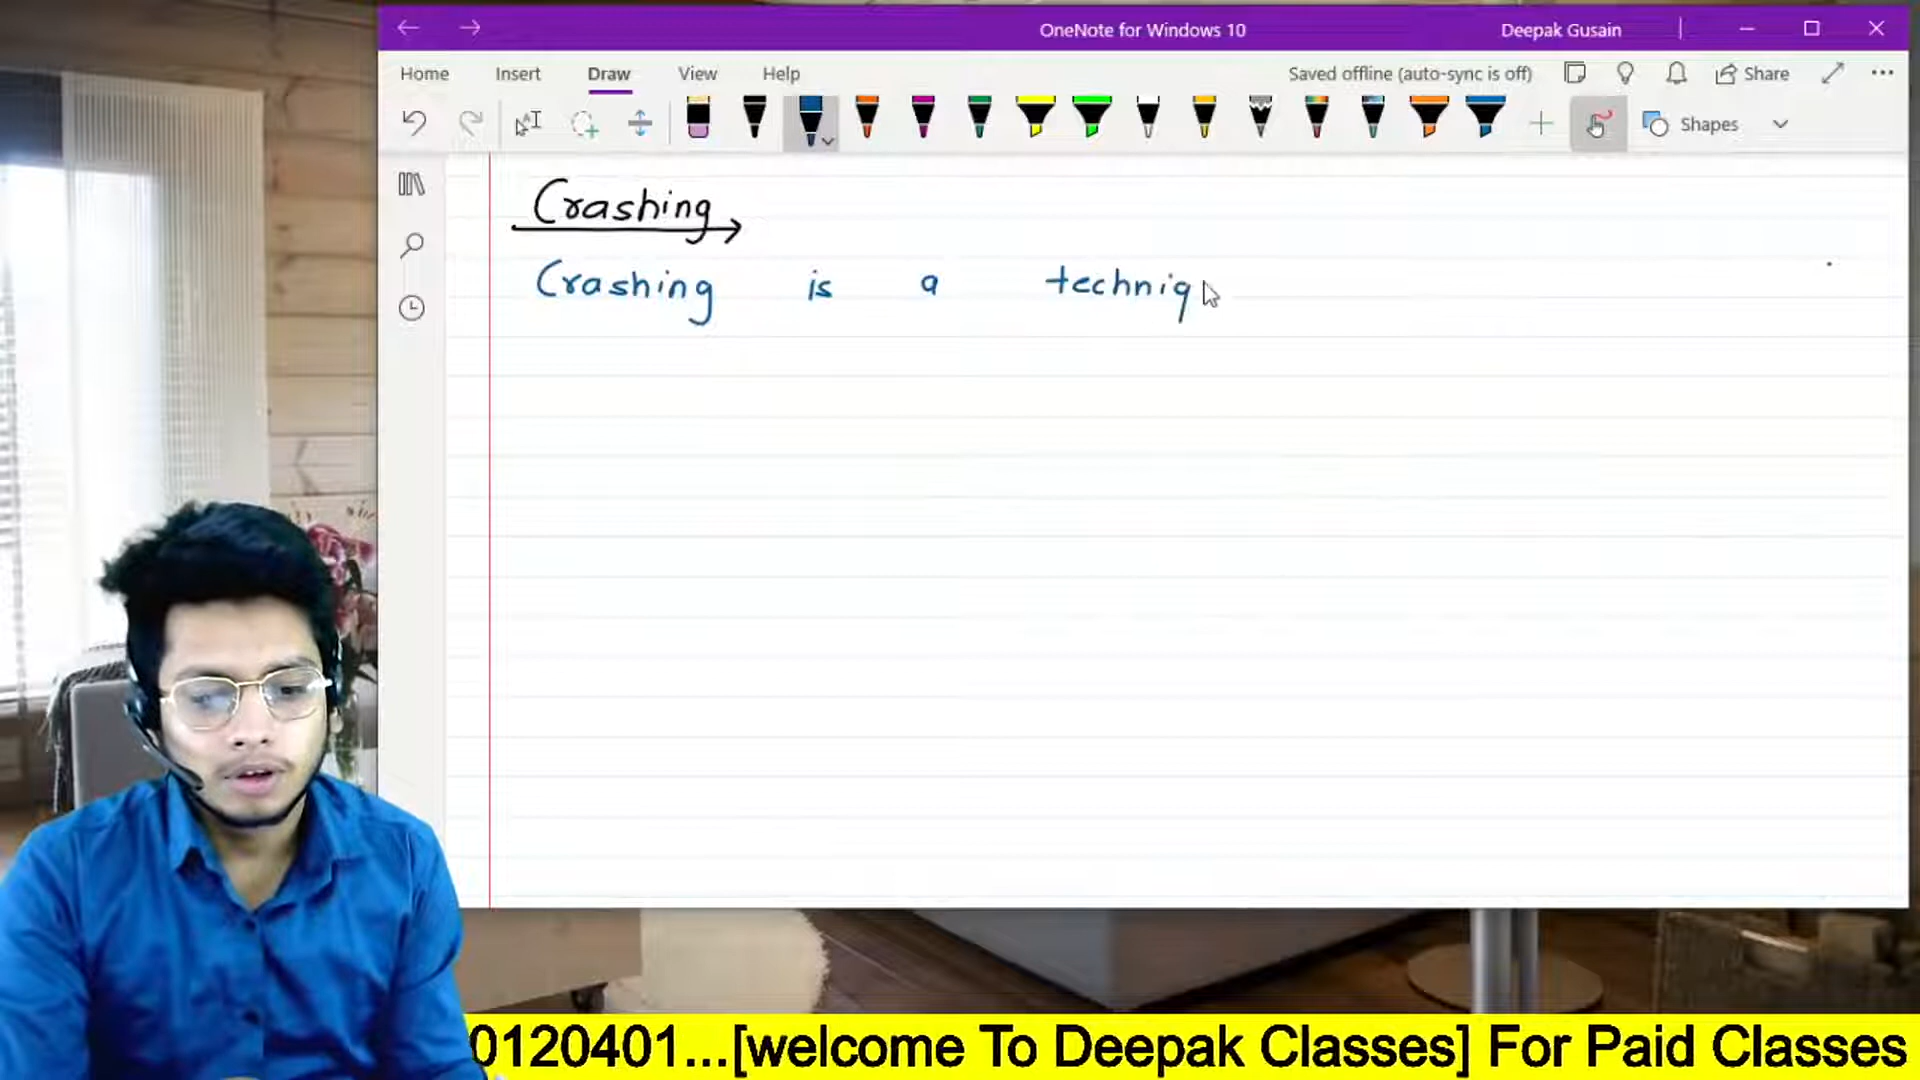 OneNote for Windows 10
Deepak Gusain
Home Insert Draw View Help
Saved offline (auto-sync is off)
Share
Shapes
Crashing
Crashing is a techniq
0120401...[welcome To Deepak Classes] For Paid Classes